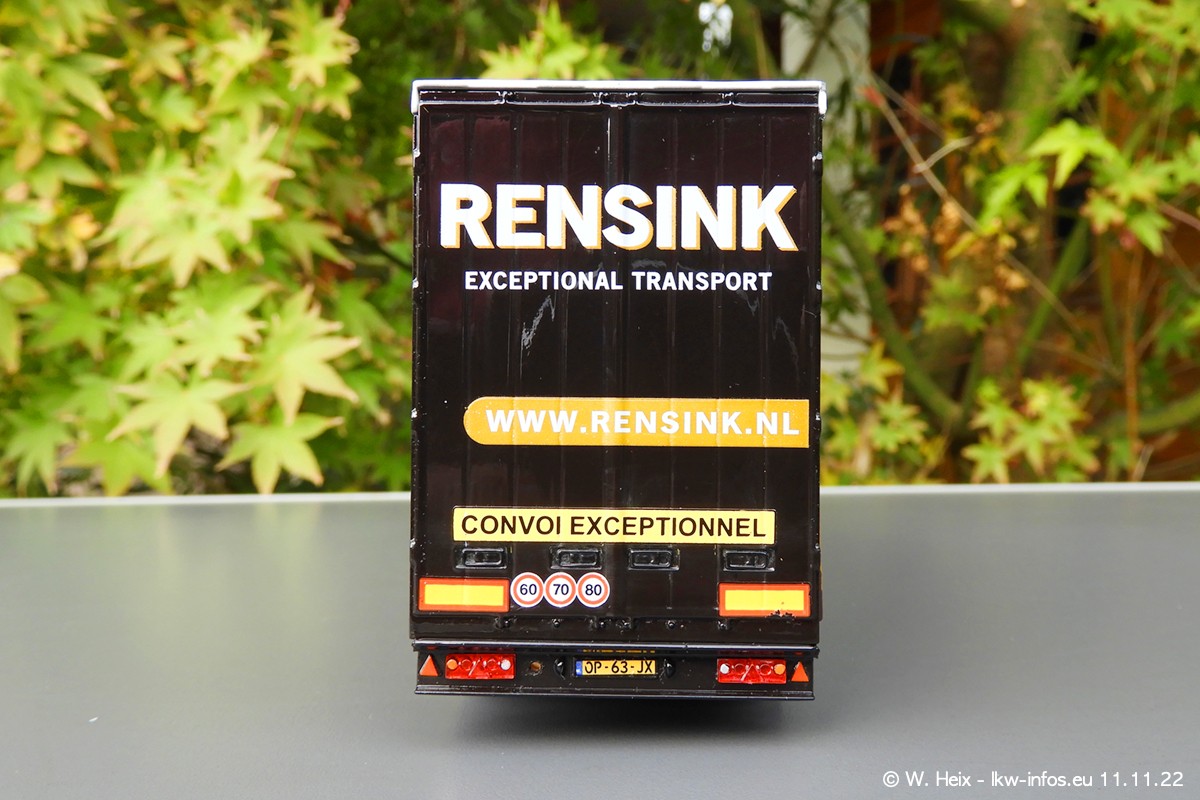 RENSINK
EXCEPTIONAL TRANSPORT
WWW.RENSINK.NL
CONVOI EXCEPTIONNEL
60 70 80
OP-63-JX
© W. Heix - lkw-infos.eu 11.11.22